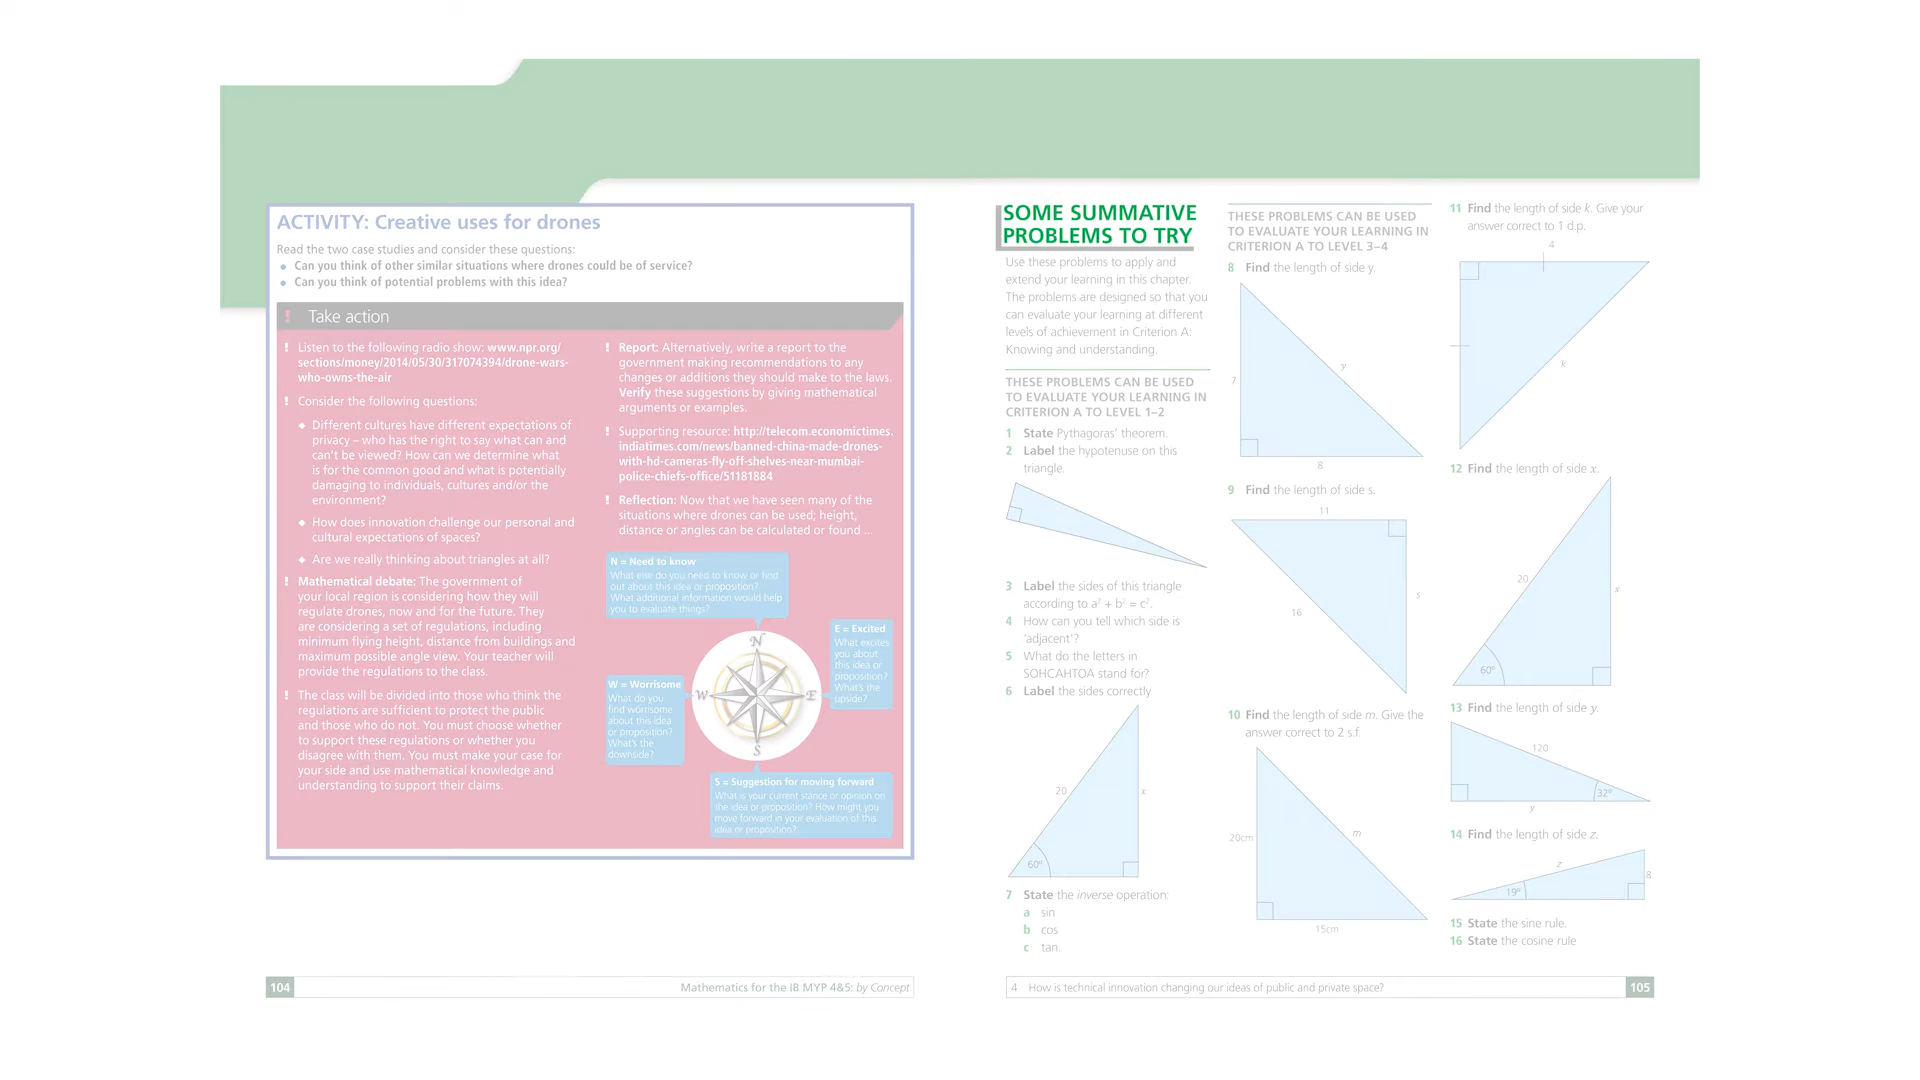 ACTIVITY: Creative uses for drones
Read the two case studies and consider these questions:
● Can you think of other similar situations where drones could be of service?
● Can you think of potential problems with this idea?
! Take action
! Listen to the following radio show: www.npr.org/
sections/money/2014/05/30/317074394/drone-wars-
who-owns-the-air
! Consider the following questions:
◆ Different cultures have different expectations of
privacy – who has the right to say what can and
can't be viewed? How can we determine what
is for the common good and what is potentially
damaging to individuals, cultures and/or the
environment?
◆ How does innovation challenge our personal and
cultural expectations of spaces?
◆ Are we really thinking about triangles at all?
! Mathematical debate: The government of
your local region is considering how they will
regulate drones, now and for the future. They
are considering a set of regulations, including
minimum flying height, distance from buildings and
maximum possible angle view. Your teacher will
provide the regulations to the class.
! The class will be divided into those who think the
regulations are sufficient to protect the public
and those who do not. You must choose whether
to support these regulations or whether you
disagree with them. You must make your case for
your side and use mathematical knowledge and
understanding to support their claims.
! Report: Alternatively, write a report to the
government making recommendations to any
changes or additions they should make to the laws.
Verify these suggestions by giving mathematical
arguments or examples.
! Supporting resource: http://telecom.economictimes.
indiatimes.com/news/banned-china-made-drones-
with-hd-cameras-fly-off-shelves-near-mumbai-
police-chiefs-office/51181884
! Reflection: Now that we have seen many of the
situations where drones can be used; height,
distance or angles can be calculated or found ...
N = Need to know
What else do you need to know or find
out about this idea or proposition?
What additional information would help
you to evaluate things?
E = Excited
What excites
you about
this idea or
proposition?
What's the
upside?
W = Worrisome
What do you
find worrisome
about this idea
or proposition?
What's the
downside?
N
W
E
S
S = Suggestion for moving forward
What is your current stance or opinion on
the idea or proposition? How might you
move forward in your evaluation of this
idea or proposition?
104
Mathematics for the IB MYP 4&5: by Concept
SOME SUMMATIVE
PROBLEMS TO TRY
Use these problems to apply and
extend your learning in this chapter.
The problems are designed so that you
can evaluate your learning at different
levels of achievement in Criterion A:
Knowing and understanding.
THESE PROBLEMS CAN BE USED
TO EVALUATE YOUR LEARNING IN
CRITERION A TO LEVEL 1–2
1 State Pythagoras' theorem.
2 Label the hypotenuse on this
triangle.
3 Label the sides of this triangle
according to a² + b² = c².
4 How can you tell which side is
'adjacent'?
5 What do the letters in
SOHCAHTOA stand for?
6 Label the sides correctly
20
x
60º
7 State the inverse operation:
a sin
b cos
c tan.
THESE PROBLEMS CAN BE USED
TO EVALUATE YOUR LEARNING IN
CRITERION A TO LEVEL 3–4
8 Find the length of side y.
y
7
8
9 Find the length of side s.
11
s
16
10 Find the length of side m. Give the
answer correct to 2 s.f.
20cm
m
15cm
11 Find the length of side k. Give your
answer correct to 1 d.p.
4
k
12 Find the length of side x.
20
x
60º
13 Find the length of side y.
120
32º
y
14 Find the length of side z.
z
8
19º
15 State the sine rule.
16 State the cosine rule
4 How is technical innovation changing our ideas of public and private space?
105